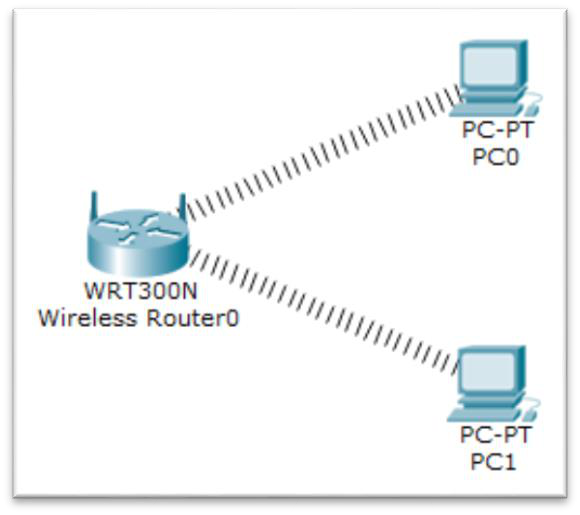 PC-PT
PC0
WRT300N
Wireless Router0
PC-PT
PC1